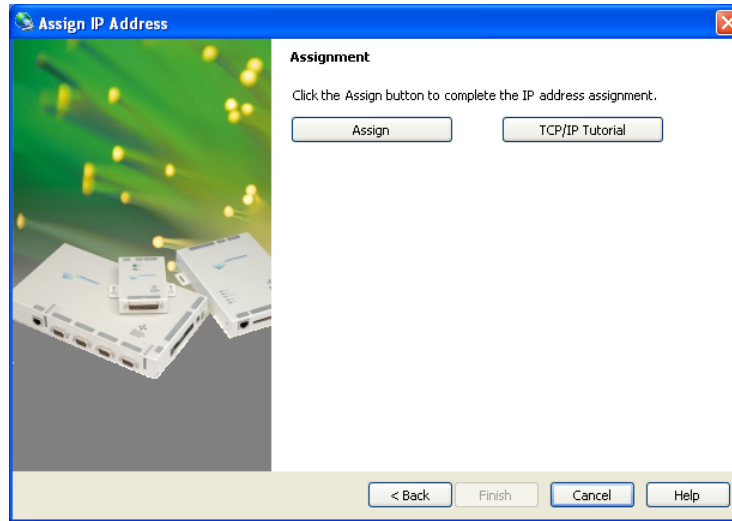 Assign IP Address
Assignment
Click the Assign button to complete the IP address assignment.
Assign
TCP/IP Tutorial
< Back
Finish
Cancel
Help